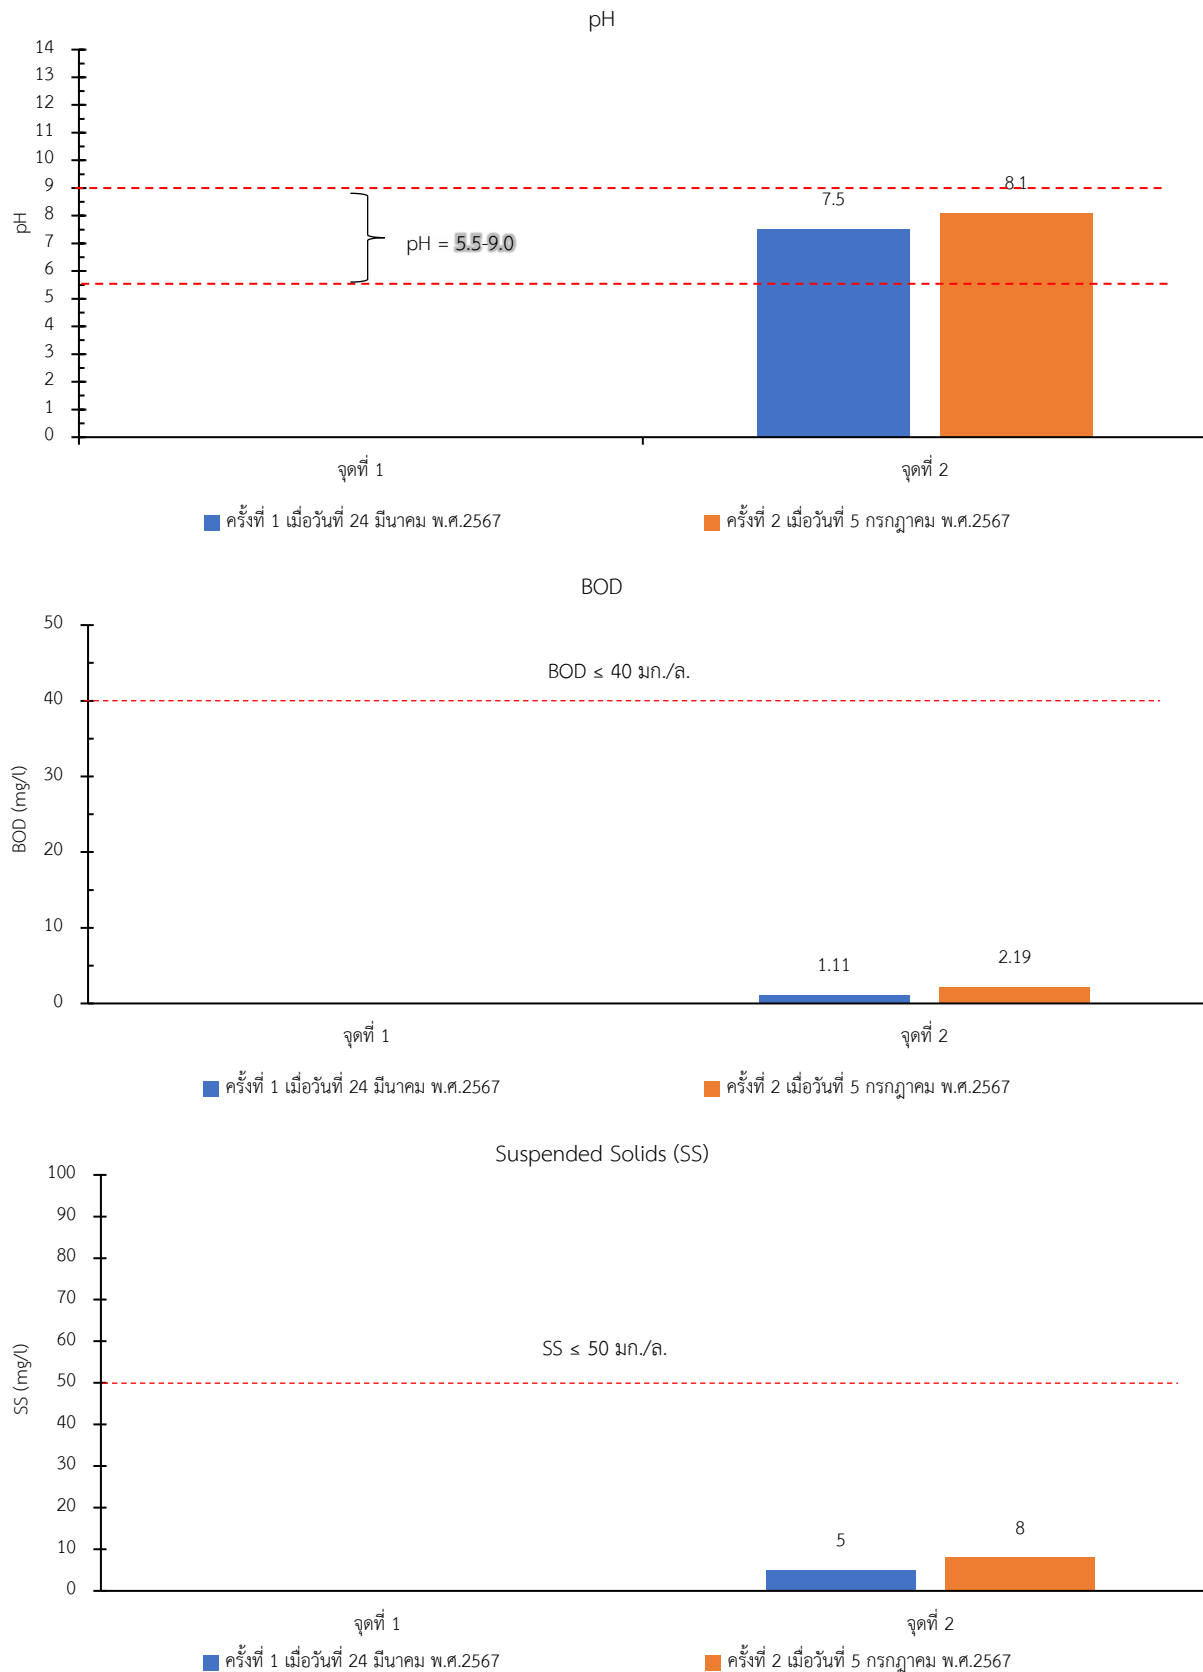 pH
14
13
12
11
10
9
8
7
6
5
4
3
2
1
0
pH
pH = 5.5-9.0
7.5
8.1
จุดที่ 1
จุดที่ 2
ครั้งที่ 1 เมื่อวันที่ 24 มีนาคม พ.ศ.2567
ครั้งที่ 2 เมื่อวันที่ 5 กรกฎาคม พ.ศ.2567
BOD
50
40
30
20
10
0
BOD (mg/l)
BOD ≤ 40 มก./ล.
1.11
2.19
จุดที่ 1
จุดที่ 2
ครั้งที่ 1 เมื่อวันที่ 24 มีนาคม พ.ศ.2567
ครั้งที่ 2 เมื่อวันที่ 5 กรกฎาคม พ.ศ.2567
Suspended Solids (SS)
100
90
80
70
60
50
40
30
20
10
0
SS (mg/l)
SS ≤ 50 มก./ล.
5
8
จุดที่ 1
จุดที่ 2
ครั้งที่ 1 เมื่อวันที่ 24 มีนาคม พ.ศ.2567
ครั้งที่ 2 เมื่อวันที่ 5 กรกฎาคม พ.ศ.2567